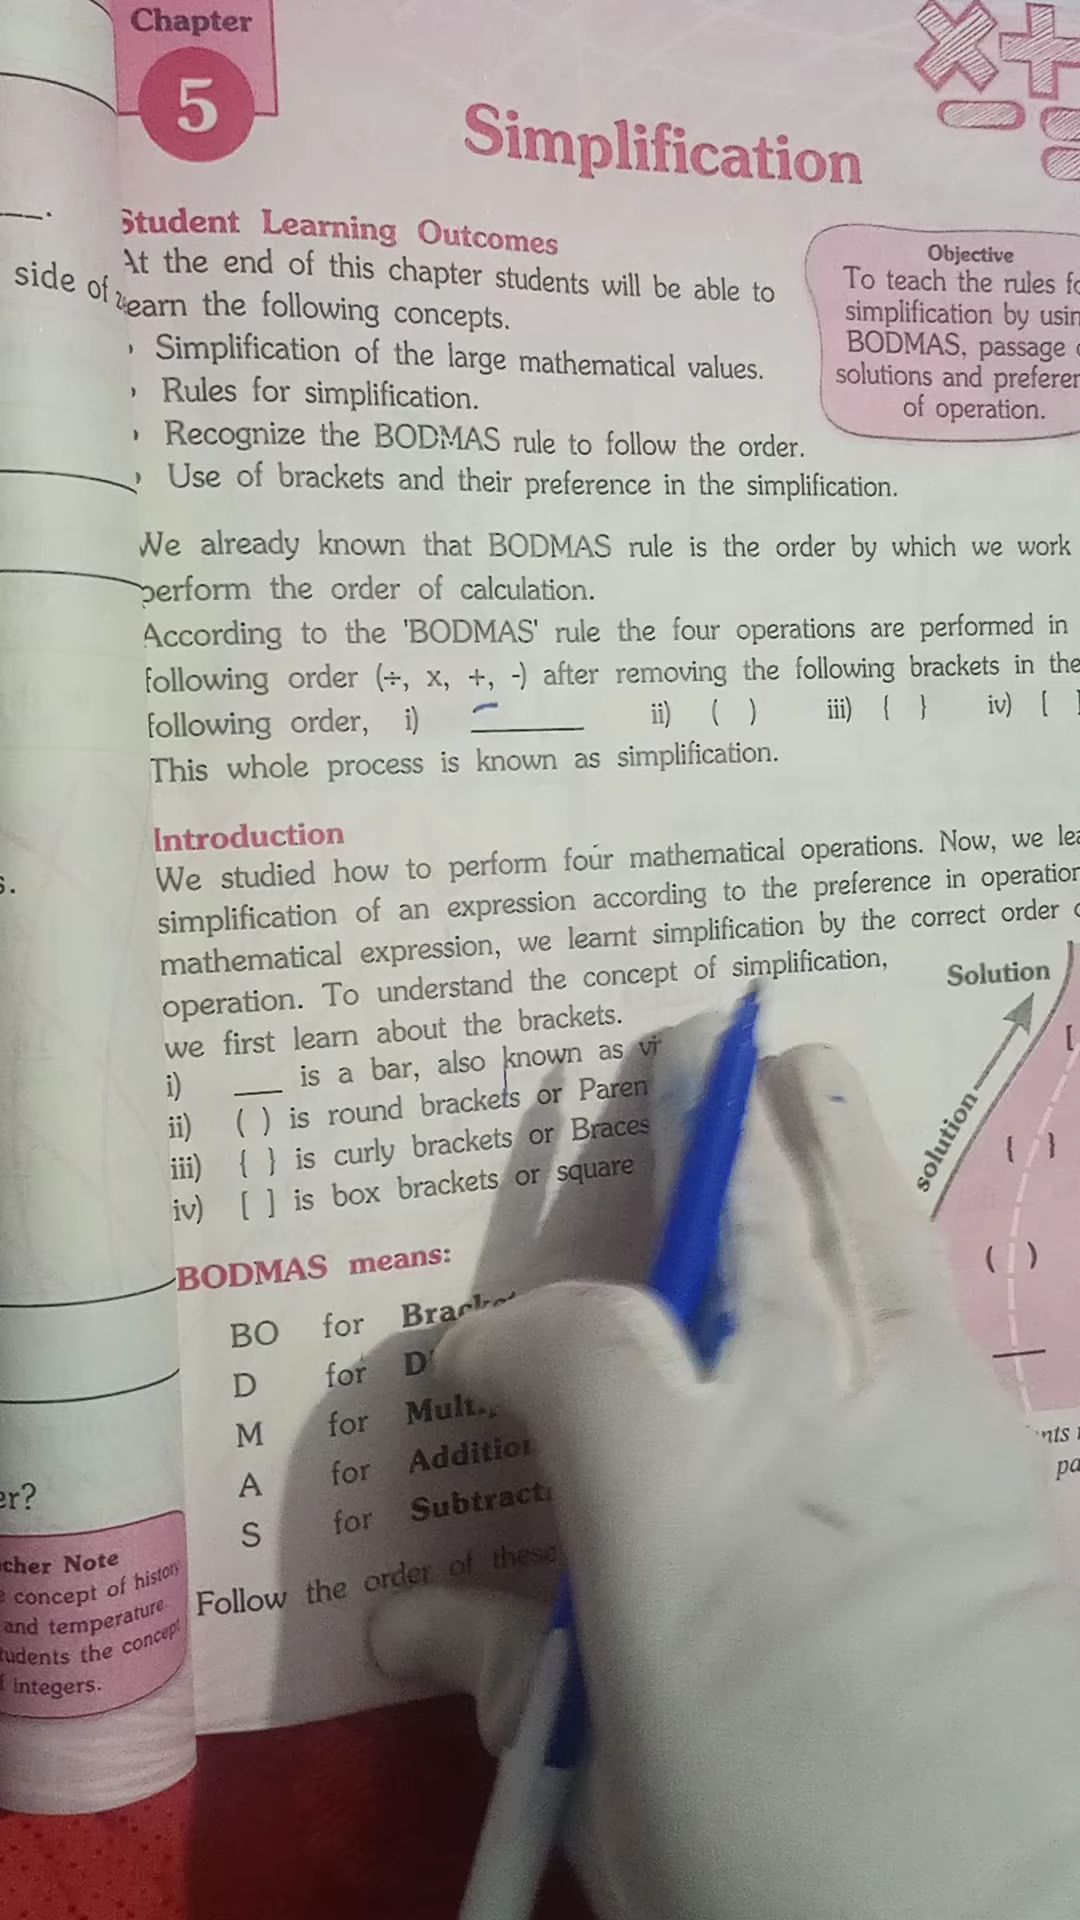 Chapter
5
Simplification
Student Learning Outcomes
At the end of this chapter students will be able to
learn the following concepts.
Simplification of the large mathematical values.
Rules for simplification.
Recognize the BODMAS rule to follow the order.
Use of brackets and their preference in the simplification.
Objective
To teach the rules
simplification by
BODMAS, passage
solutions and
of operation.
side of
We already known that BODMAS rule is the order by which we work
perform the order of calculation.
According to the 'BODMAS' rule the four operations are performed in
following order (÷, x, +, -) after removing the following brackets in the
following order, i) ____ ii) ( ) iii) { } iv) [
This whole process is known as simplification.
Introduction
We studied how to perform four mathematical operations. Now, we
simplification of an expression according to the preference in
mathematical expression, we learnt simplification by the correct order
operation. To understand the concept of simplification,
we first learn about the brackets.
i) ___ is a bar, also known as
ii) ( ) is round brackets or
iii) { } is curly brackets or Braces
iv) [ ] is box brackets or square
Solution
solution
[
{ }
( )
BODMAS means:
BO for
D for
M for
A for
S for
Follow the order of these
Note
concept of
and temperature
the
integers.